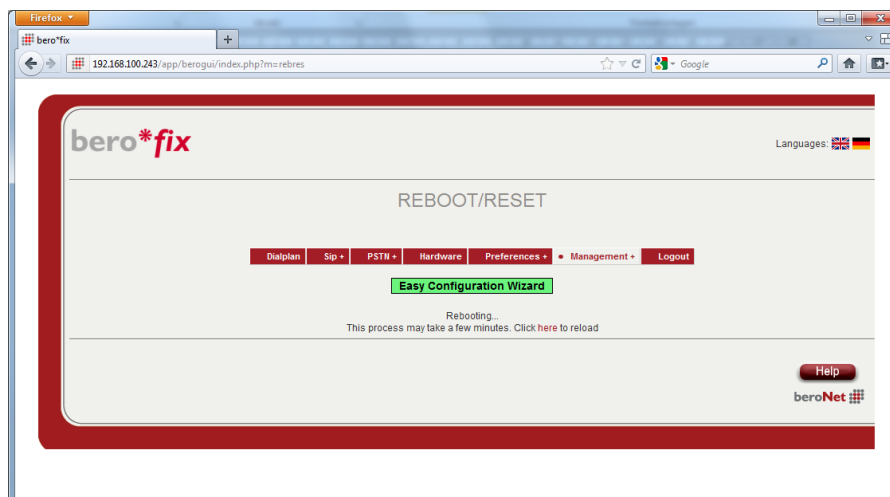 Firefox
bero*fix
192.168.100.243/app/berogui/index.php?m=rebres
Google
bero*fix
Languages:
REBOOT/RESET
Dialplan Sip + PSTN + Hardware Preferences + Management + Logout
Easy Configuration Wizard
Rebooting...
This process may take a few minutes. Click here to reload
Help
beroNet